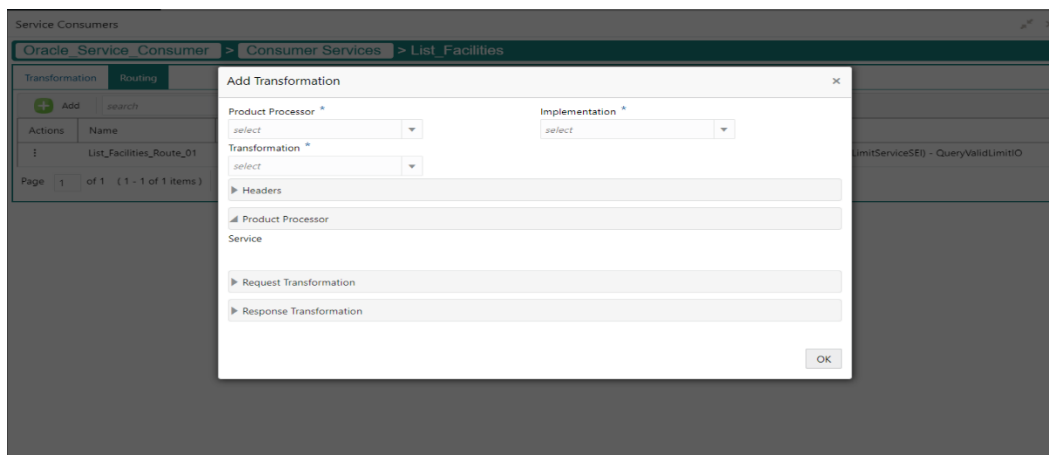 Service Consumers
Oracle_Service_Consumer > Consumer Services > List_Facilities
Transformation Routing
Add Transformation
Add search
Product Processor * Implementation *
select select
Actions Name
Transformation *
List_Facilities_Route_01 LimitServiceSEI) - QueryValidLimitIO
select
Page 1 of 1 (1 - 1 of 1 items)
Headers
Product Processor
Service
Request Transformation
Response Transformation
OK